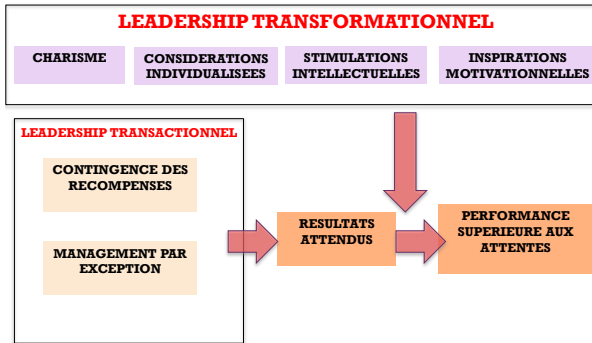 LEADERSHIP TRANSFORMATIONNEL
CHARISME
CONSIDERATIONS
INDIVIDUALISEES
STIMULATIONS
INTELLECTUELLES
INSPIRATIONS
MOTIVATIONNELLES
LEADERSHIP TRANSACTIONNEL
CONTINGENCE DES
RECOMPENSES
MANAGEMENT PAR
EXCEPTION
RESULTATS
ATTENDUS
PERFORMANCE
SUPERIEURE AUX
ATTENTES